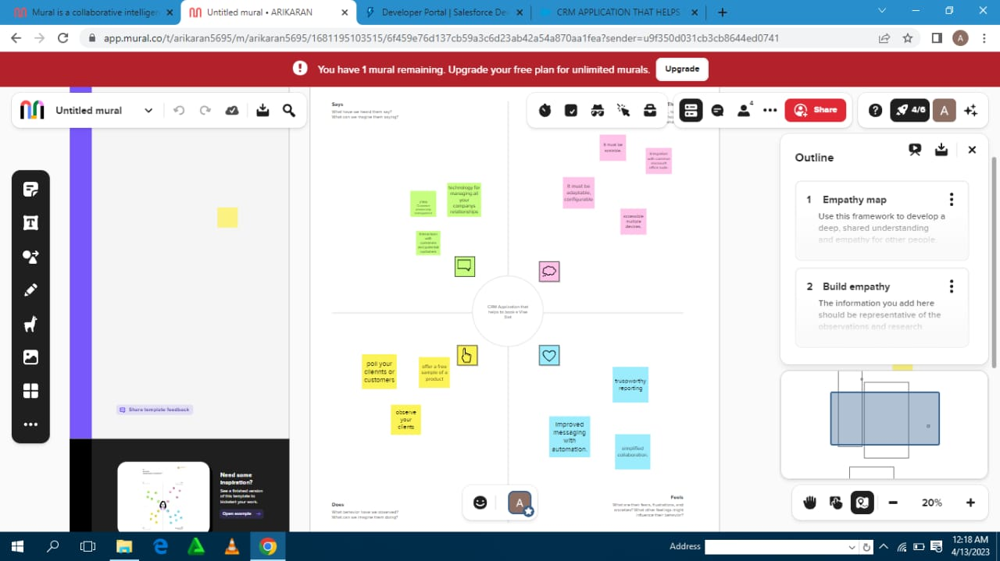 Mural is a collaborative intelligen
Untitled mural • ARIKARAN
Developer Portal | Salesforce De
CRM APPLICATION THAT HELPS
app.mural.co/t/arikaran5695/m/arikaran5695/1681195103515/6f459e76d137cb59a3c6d23ab42a54a870aa1fea?sender=u9f350d031cb3cb8644ed0741
A
You have 1 mural remaining. Upgrade your free plan for unlimited murals.
Upgrade
Untitled mural
4
Share
4/6
A
Says
What have we heard them say?
What can we imagine them saying?
Th
It must be
scalable.
Integration
with common
microsoft
office suite.
It must be
adaptable,
configurable
accessible
multiple
devices.
technology for
managing all
your
companys
relationships
Customer
relationship
management
Interaction
with
customers
and potential
customers
CRM Application that
helps to book a Visa
Slot
poll your
cliennts or
customers
offer a free
sample of a
product
observe
your
clients
truspworthy
reporting
Improved
messaging
with
automation.
simplified
collaboration.
Does
What behavior have we observed?
What can we imagine them doing?
Feels
What are their fears, frustrations, and
anxieties? What other feelings might
influence their behavior?
Share template feedback
Need some
inspiration?
See a finished version
of this template to
kickstart your work.
Open example
A
Outline
1 Empathy map
Use this framework to develop a
deep, shared understanding
and empathy for other people
2 Build empathy
The information you add here
should be representative of the
observations and research
20%
Address
12:18 AM
4/13/2023